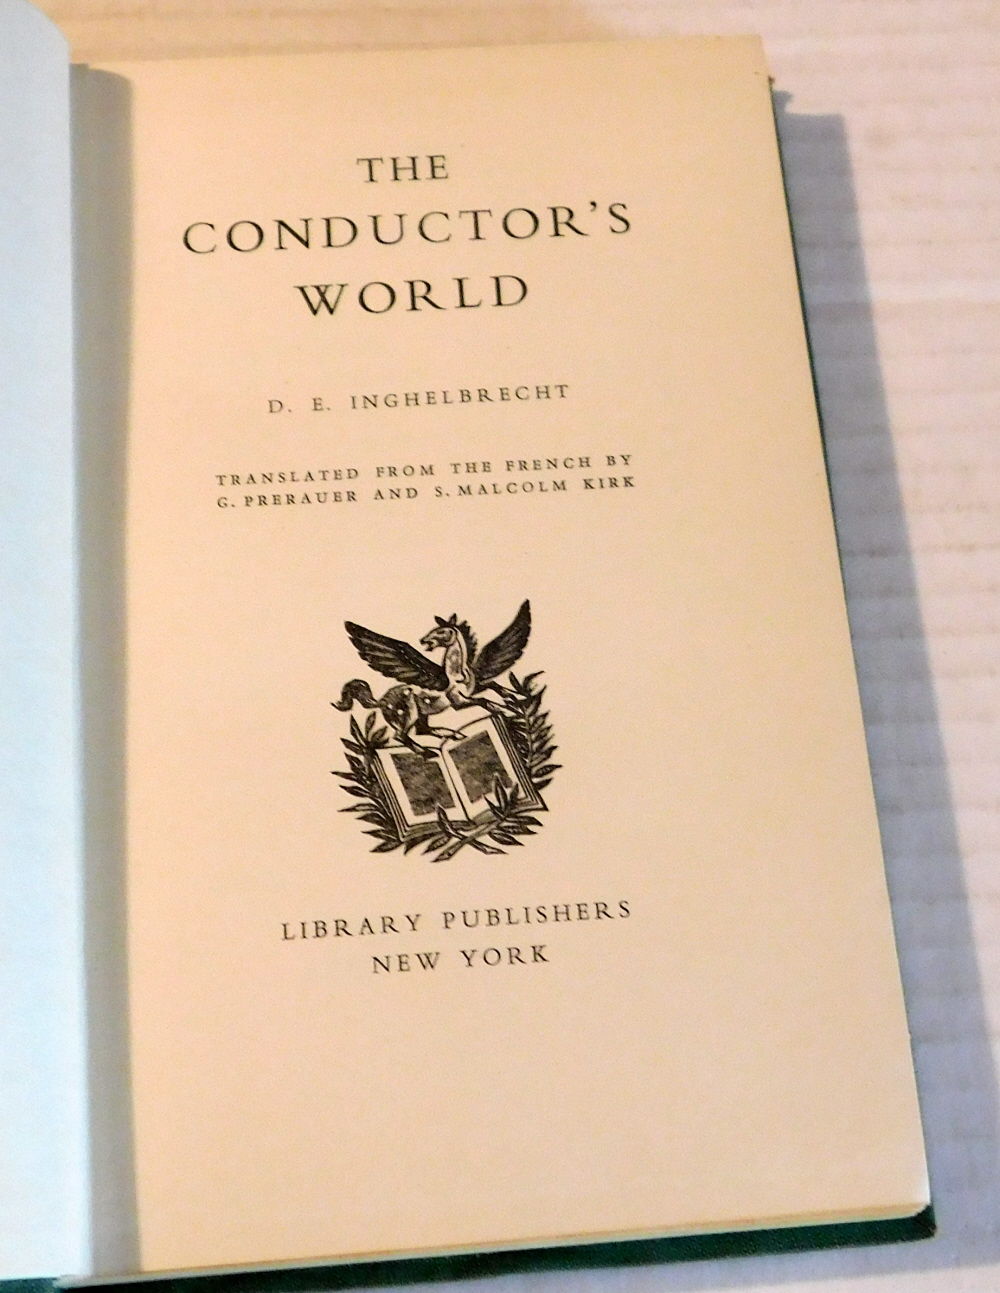 THE
CONDUCTOR'S
WORLD
D. E. INGHELBRECHT
TRANSLATED FROM THE FRENCH BY
G. PRERAUER AND S. MALCOLM KIRK
LIBRARY PUBLISHERS
NEW YORK